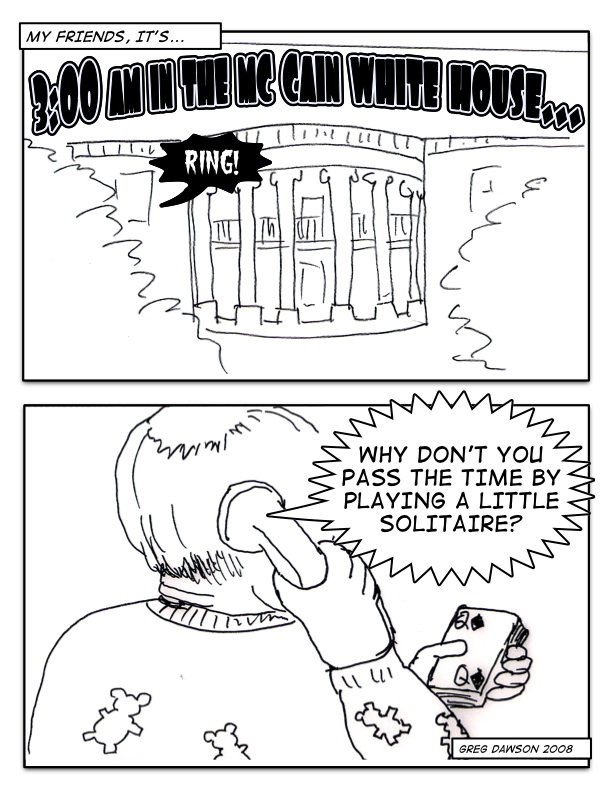 MY FRIENDS, IT'S...
3:00 AM IN THE MC CAIN WHITE HOUSE...
RING!
WHY DON'T YOU
PASS THE TIME BY
PLAYING A LITTLE
SOLITAIRE?
Q
Q
GREG DAWSON 2008